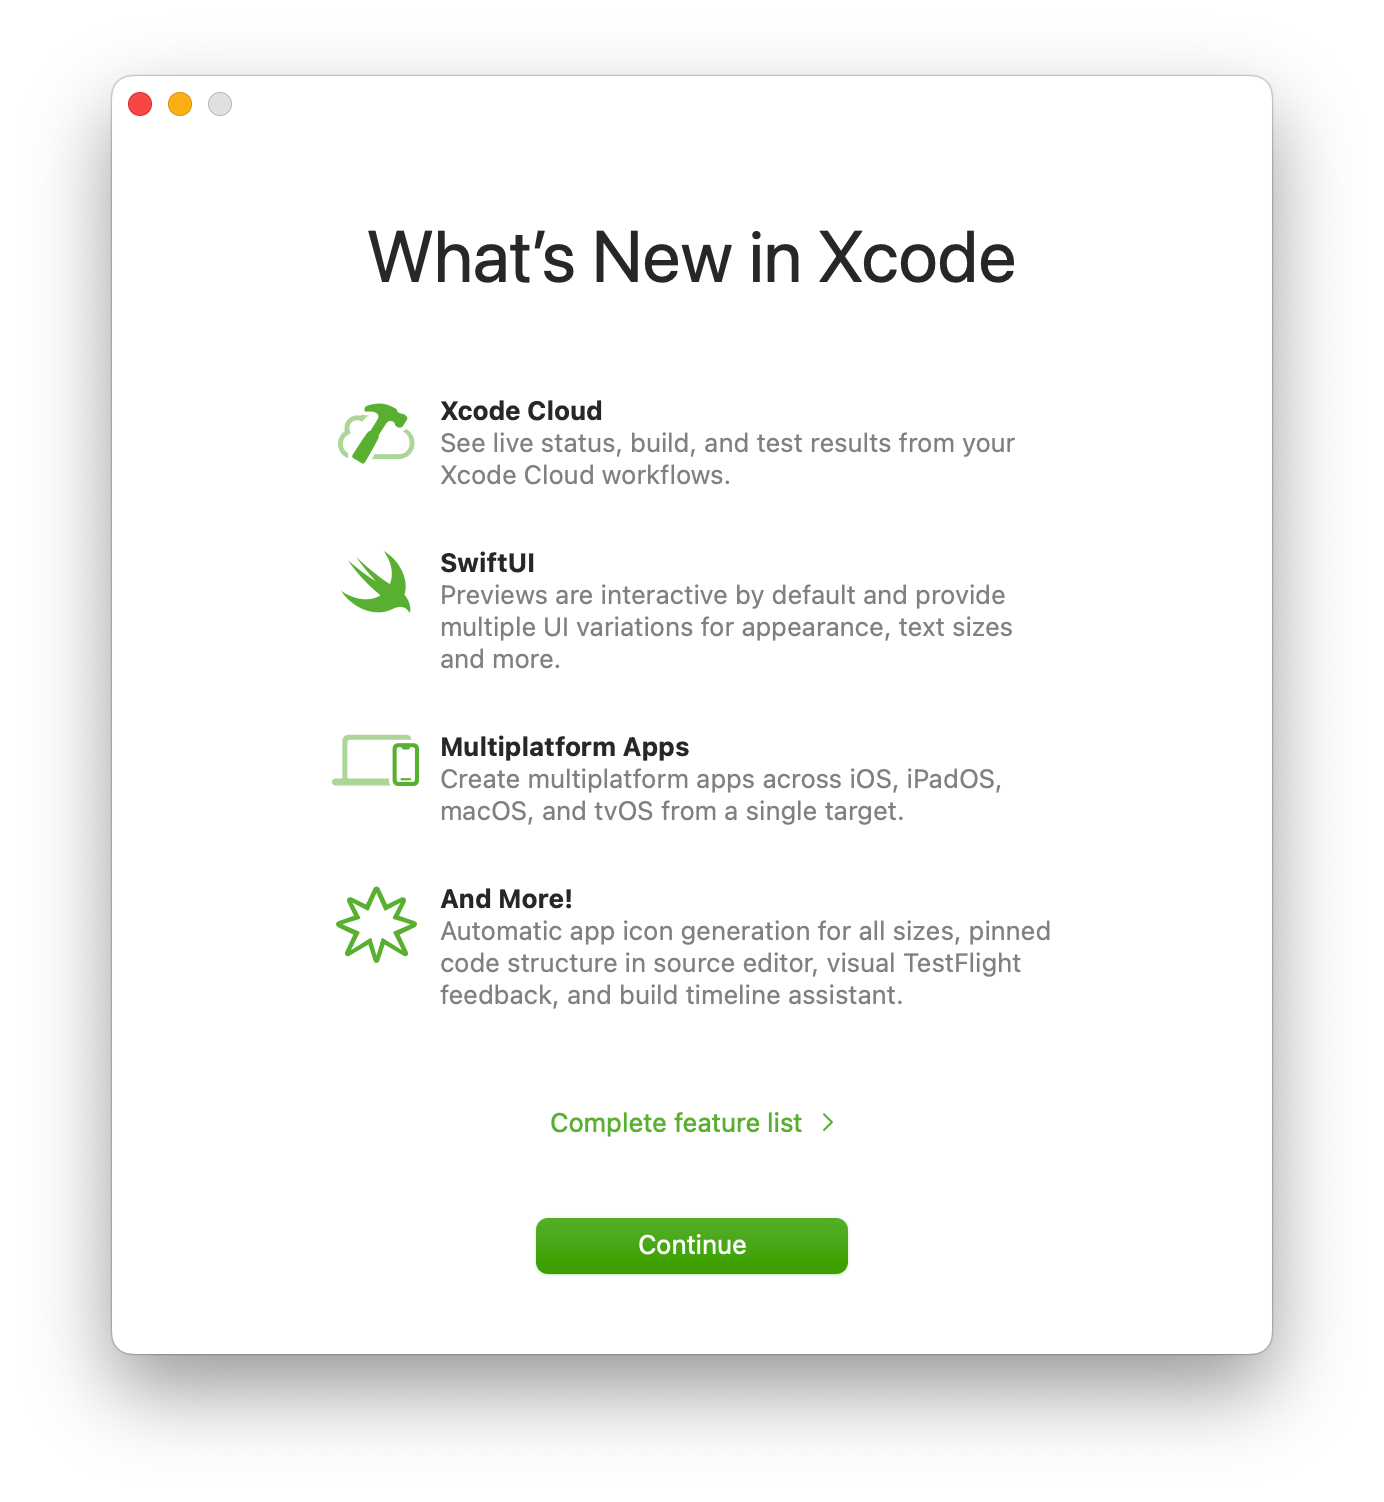 What’s New in Xcode
Xcode Cloud
See live status, build, and test results from your
Xcode Cloud workflows.
SwiftUI
Previews are interactive by default and provide
multiple UI variations for appearance, text sizes
and more.
Multiplatform Apps
Create multiplatform apps across iOS, iPadOS,
macOS, and tvOS from a single target.
And More!
Automatic app icon generation for all sizes, pinned
code structure in source editor, visual TestFlight
feedback, and build timeline assistant.
Complete feature list
Continue